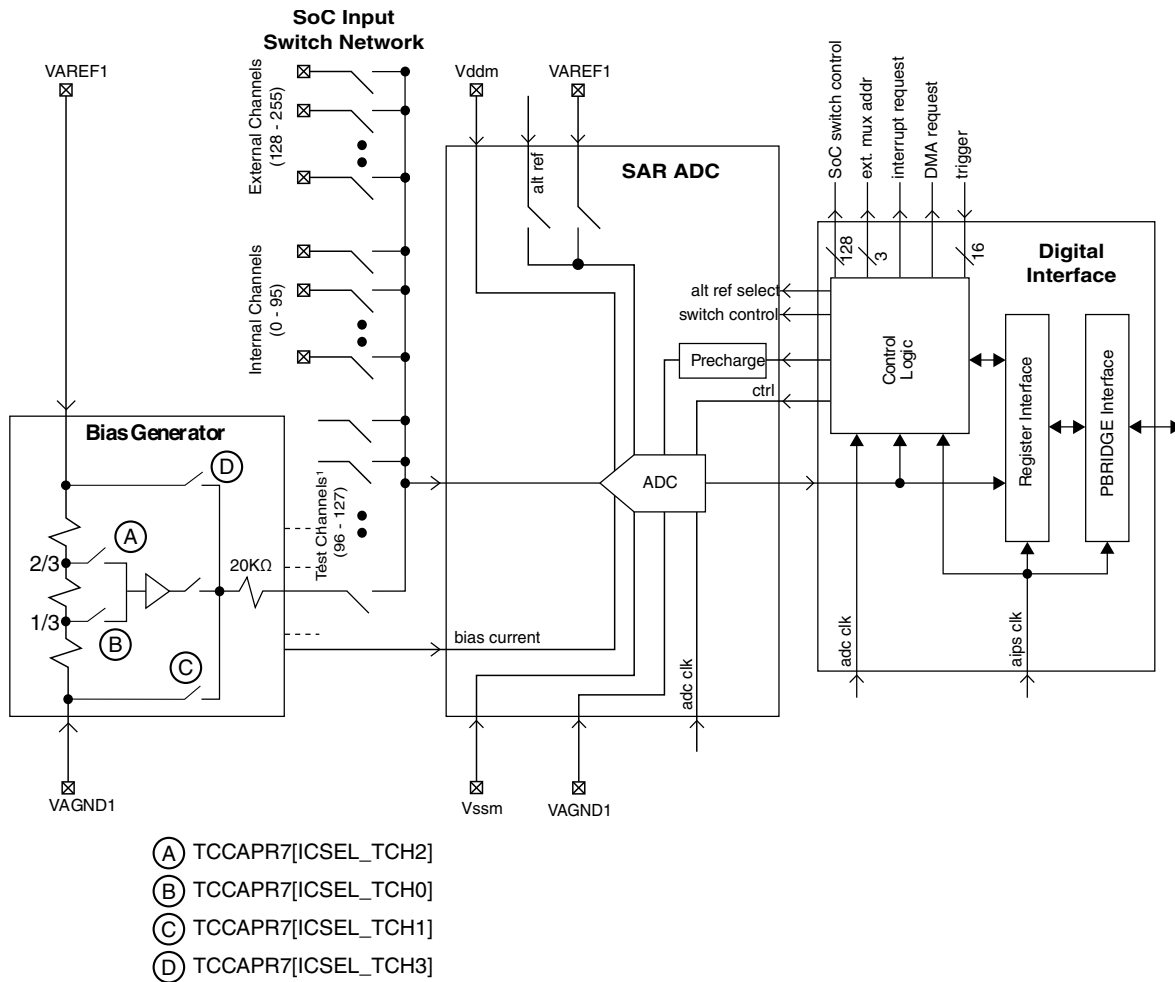 SoC Input
Switch Network
VAREF1
Vddm
VAREF1
External Channels
(128 - 255)
Internal Channels
(0 - 95)
Test Channels¹
(96 - 127)
alt ref
SAR ADC
SoC switch control
ext. mux addr
interrupt request
DMA request
trigger
128
3
16
Digital
Interface
alt ref select
switch control
Precharge
ctrl
Control
Logic
Register Interface
PBRIDGE Interface
Bias Generator
D
A
2/3
1/3
B
C
20KΩ
ADC
bias current
adc clk
adc clk
aips clk
VAGND1
Vssm
VAGND1
A TCCAPR7[ICSEL_TCH2]
B TCCAPR7[ICSEL_TCH0]
C TCCAPR7[ICSEL_TCH1]
D TCCAPR7[ICSEL_TCH3]